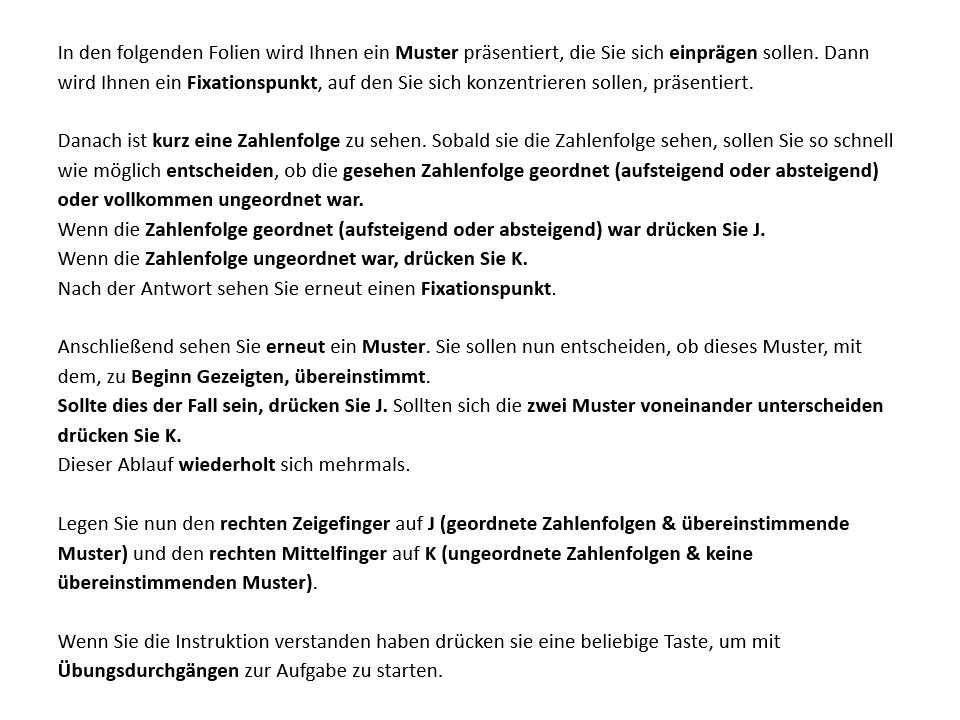 In den folgenden Folien wird Ihnen ein Muster präsentiert, die Sie sich einprägen sollen. Dann
wird Ihnen ein Fixationspunkt, auf den Sie sich konzentrieren sollen, präsentiert.
Danach ist kurz eine Zahlenfolge zu sehen. Sobald sie die Zahlenfolge sehen, sollen Sie so schnell
wie möglich entscheiden, ob die gesehen Zahlenfolge geordnet (aufsteigend oder absteigend)
oder vollkommen ungeordnet war.
Wenn die Zahlenfolge geordnet (aufsteigend oder absteigend) war drücken Sie J.
Wenn die Zahlenfolge ungeordnet war, drücken Sie K.
Nach der Antwort sehen Sie erneut einen Fixationspunkt.
Anschließend sehen Sie erneut ein Muster. Sie sollen nun entscheiden, ob dieses Muster, mit
dem, zu Beginn Gezeigten, übereinstimmt.
Sollte dies der Fall sein, drücken Sie J. Sollten sich die zwei Muster voneinander unterscheiden
drücken Sie K.
Dieser Ablauf wiederholt sich mehrmals.
Legen Sie nun den rechten Zeigefinger auf J (geordnete Zahlenfolgen & übereinstimmende
Muster) und den rechten Mittelfinger auf K (ungeordnete Zahlenfolgen & keine
übereinstimmenden Muster).
Wenn Sie die Instruktion verstanden haben drücken sie eine beliebige Taste, um mit
Übungsdurchgängen zur Aufgabe zu starten.